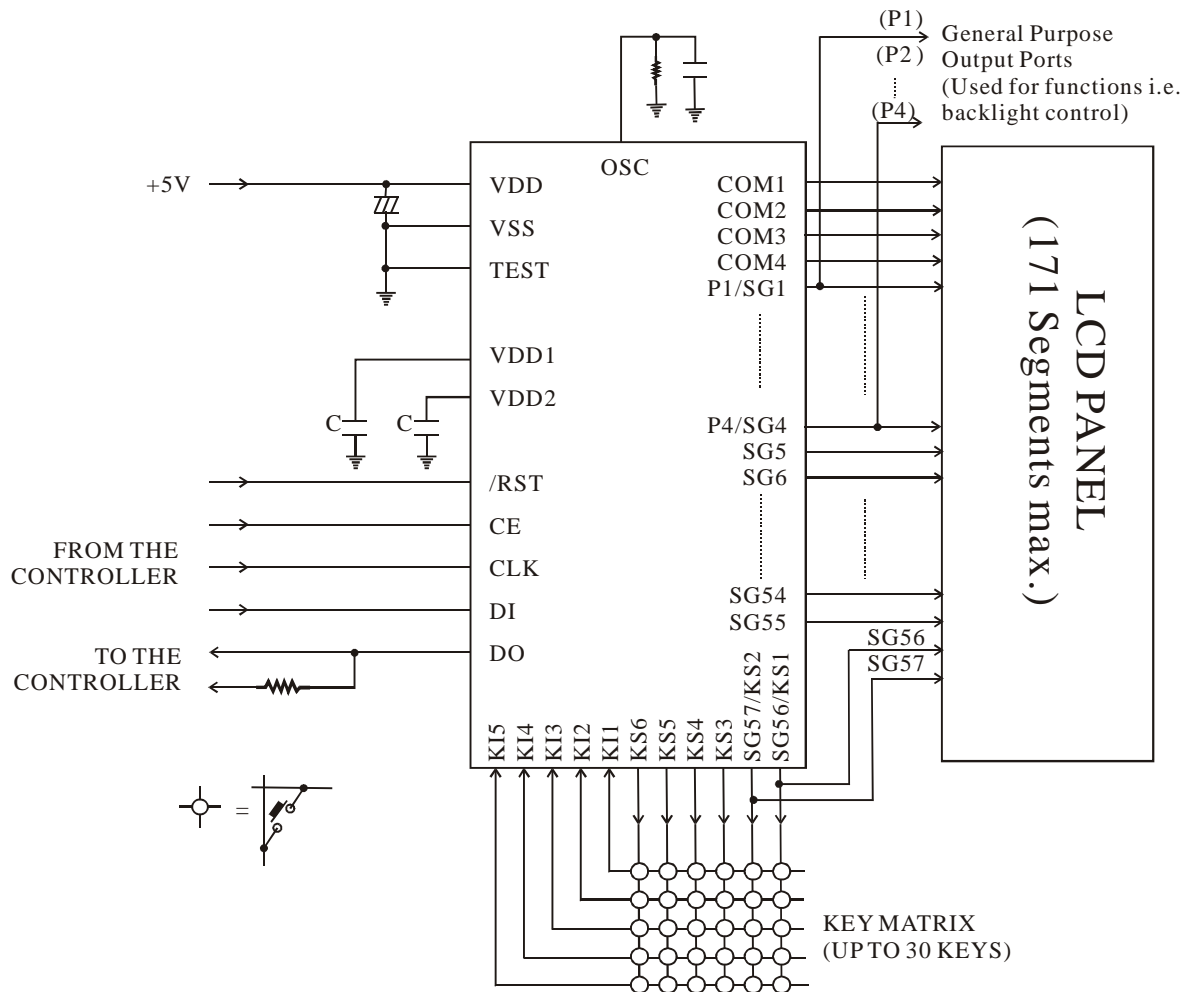 (P1)
(P2)
(P4)
General Purpose
Output Ports
(Used for functions i.e.
backlight control)
OSC
+5V
VDD
VSS
TEST
VDD1
VDD2
C
C
/RST
CE
CLK
DI
DO
FROM THE
CONTROLLER
TO THE
CONTROLLER
COM1
COM2
COM3
COM4
P1/SG1
P4/SG4
SG5
SG6
SG54
SG55
SG56
SG57
LCD PANEL
(171 Segments max.)
KI5
KI4
KI3
KI2
KI1
KS6
KS5
KS4
KS3
SG57/KS2
SG56/KS1
=
KEY MATRIX
(UP TO 30 KEYS)